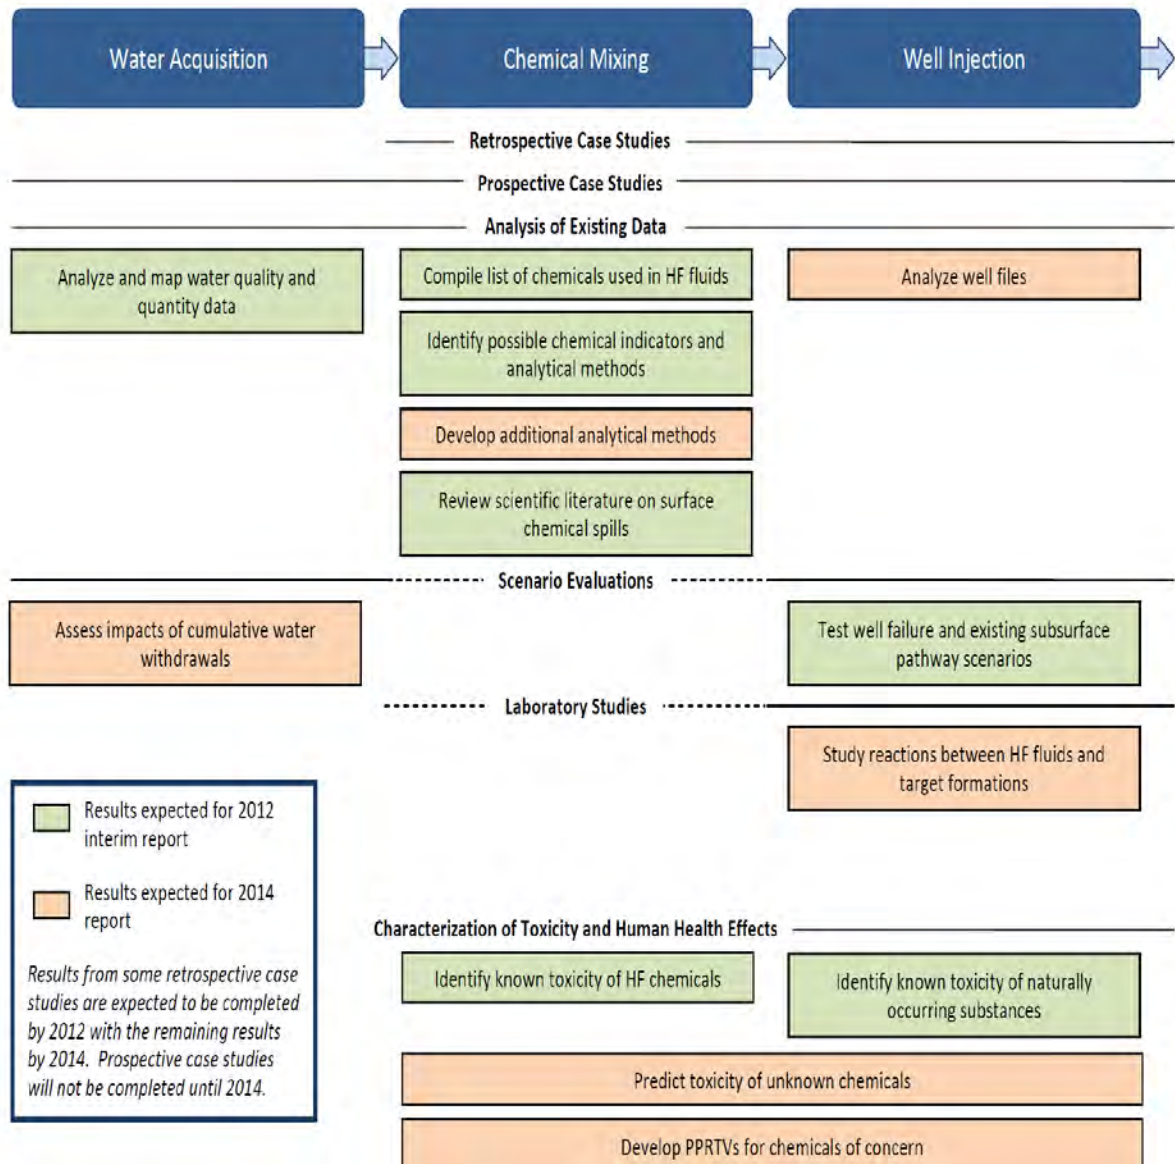 Water Acquisition
Chemical Mixing
Well Injection
Retrospective Case Studies
Prospective Case Studies
Analysis of Existing Data
Analyze and map water quality and
quantity data
Compile list of chemicals used in HF fluids
Analyze well files
Identify possible chemical indicators and
analytical methods
Develop additional analytical methods
Review scientific literature on surface
chemical spills
Scenario Evaluations
Assess impacts of cumulative water
withdrawals
Test well failure and existing subsurface
pathway scenarios
Laboratory Studies
Study reactions between HF fluids and
target formations
Results expected for 2012
interim report
Results expected for 2014
report
Results from some retrospective case
studies are expected to be completed
by 2012 with the remaining results
by 2014. Prospective case studies
will not be completed until 2014.
Characterization of Toxicity and Human Health Effects
Identify known toxicity of HF chemicals
Identify known toxicity of naturally
occurring substances
Predict toxicity of unknown chemicals
Develop PPRTVs for chemicals of concern